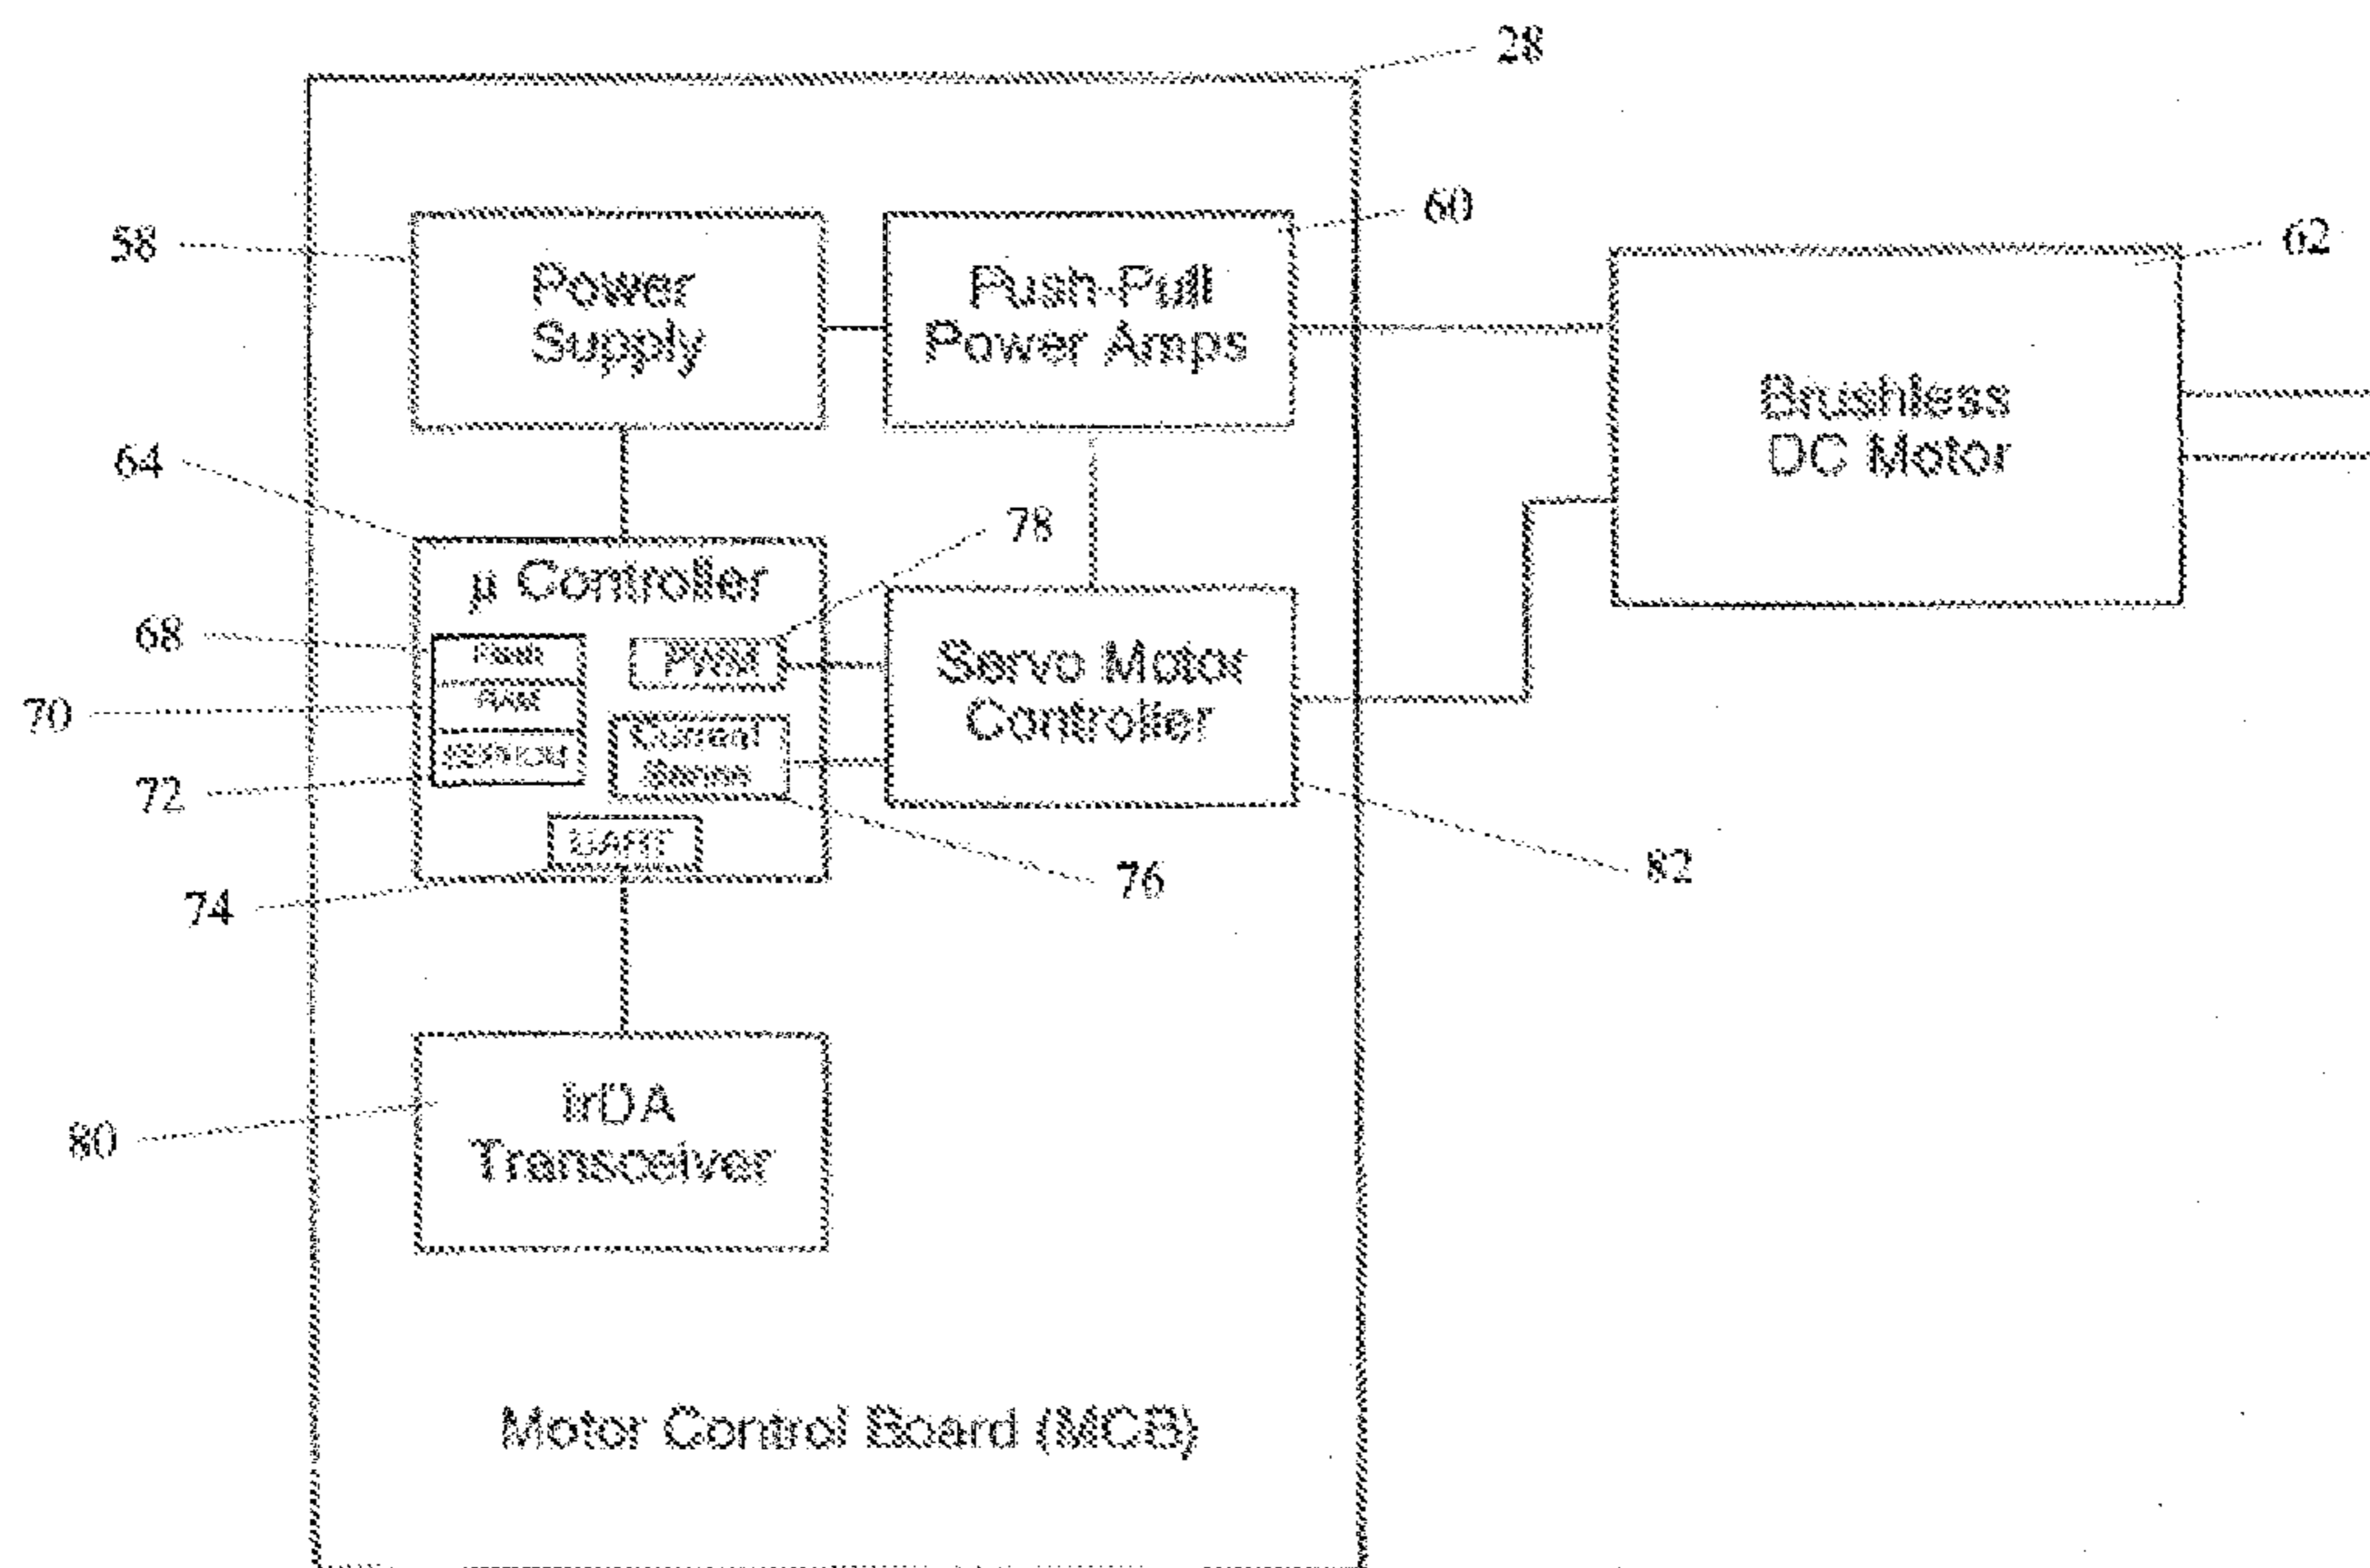 28
58
Power
Supply
Push-Pull
Power Amps
60
62
Brushless
DC Motor
64
μ Controller
78
68
Flash
PWM
Servo Motor
Controller
70
RAM
Current
Sense
72
UART
74
76
82
80
IrDA
Transceiver
Motor Control Board (MCB)